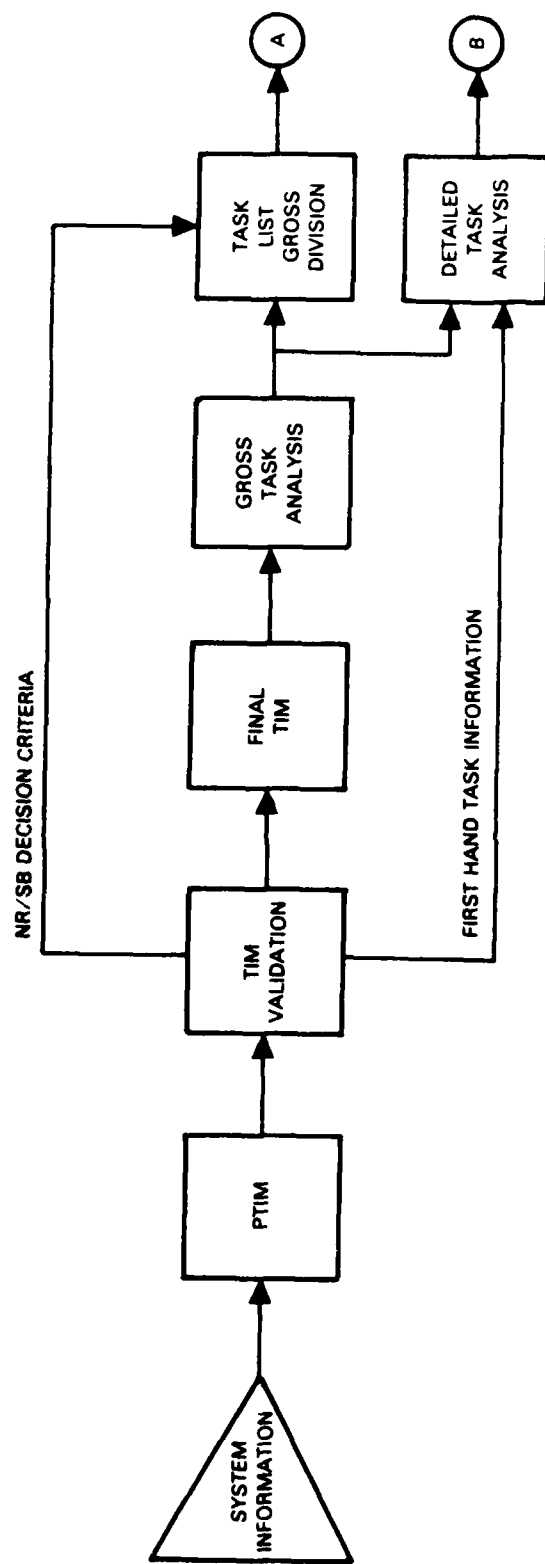 SYSTEM
INFORMATION
PTIM
TIM
VALIDATION
NR/SB DECISION CRITERIA
FIRST HAND TASK INFORMATION
FINAL
TIM
GROSS
TASK
ANALYSIS
TASK
LIST
GROSS
DIVISION
DETAILED
TASK
ANALYSIS
A
B